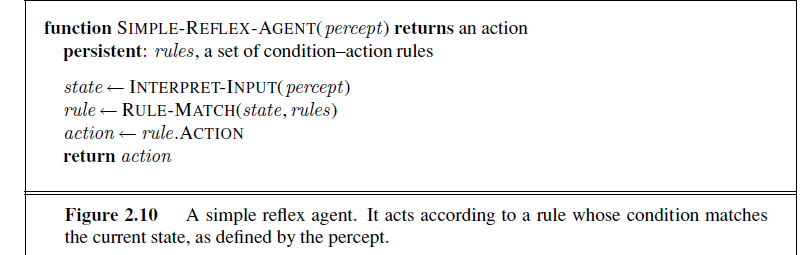 function SIMPLE-REFLEX-AGENT(percept) returns an action
persistent: rules, a set of condition–action rules
state ← INTERPRET-INPUT(percept)
rule ← RULE-MATCH(state, rules)
action ← rule.ACTION
return action
Figure 2.10 A simple reflex agent. It acts according to a rule whose condition matches
the current state, as defined by the percept.